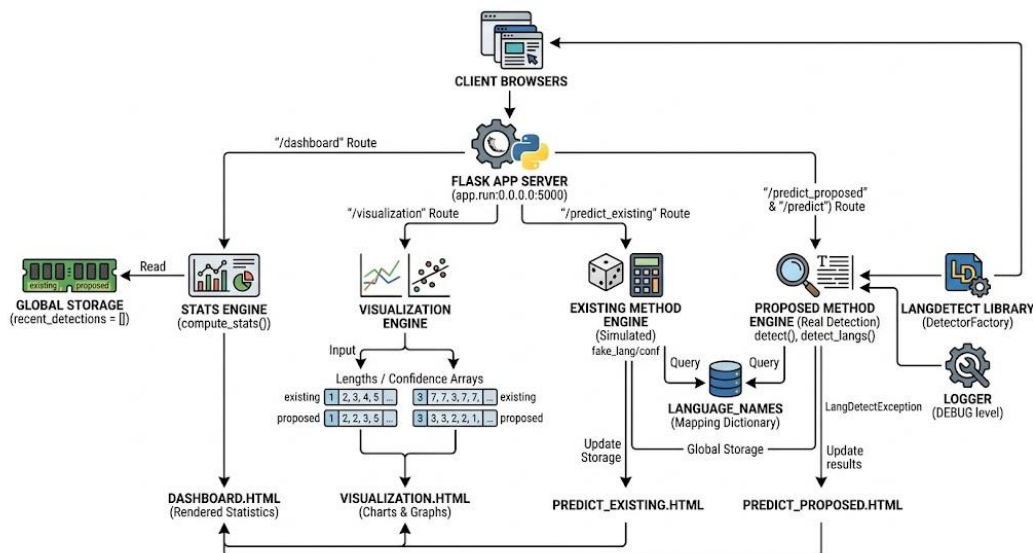 CLIENT BROWSERS
"/dashboard" Route
FLASK APP SERVER
(app.run:0.0.0.0:5000)
"/visualization" Route
"/predict_existing" Route
"/predict_proposed"
& "/predict") Route
existing
proposed
Read
GLOBAL STORAGE
(recent_detections = [])
STATS ENGINE
(compute_stats())
VISUALIZATION
ENGINE
EXISTING METHOD
ENGINE
(Simulated)
fake_lang/conf
T
PROPOSED METHOD
ENGINE (Real Detection)
detect(), detect_langs()
LD
LANGDETECT LIBRARY
(DetectorFactory)
Input
Lengths / Confidence Arrays
existing 1 2, 3, 4, 5 ...
3 7, 7, 3, 7, 7, ... existing
proposed 1 2, 2, 3, 5 ...
3 3, 3, 2, 2, 1, ... proposed
Query
Query
LANGUAGE_NAMES
(Mapping Dictionary)
LOGGER
(DEBUG level)
LangDetectException
Update
Storage
Global Storage
Update
results
DASHBOARD.HTML
(Rendered Statistics)
VISUALIZATION.HTML
(Charts & Graphs)
PREDICT_EXISTING.HTML
PREDICT_PROPOSED.HTML